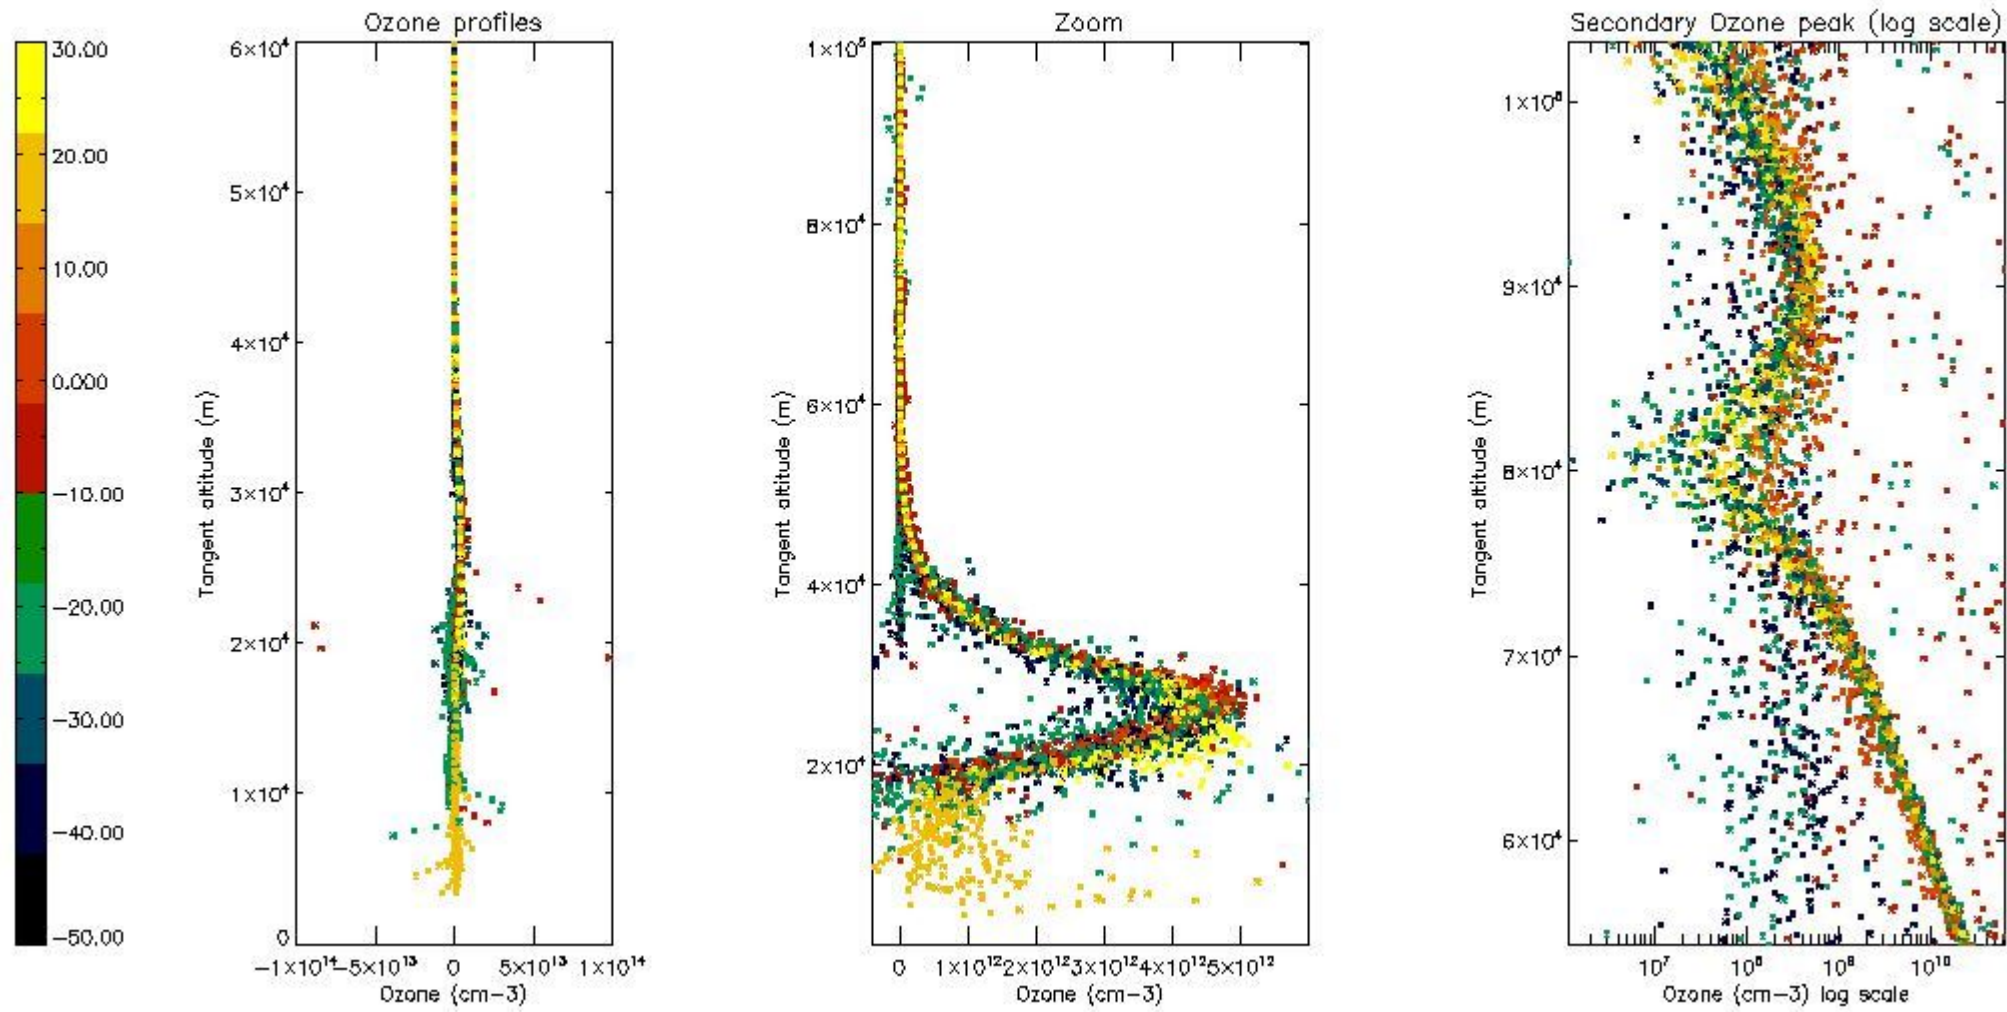 Ozone profiles
Zoom
Secondary Ozone peak (log scale)
30.00
20.00
10.00
0.000
−10.00
−20.00
−30.00
−40.00
−50.00
6×10⁴
5×10⁴
4×10⁴
3×10⁴
2×10⁴
1×10⁴
0
Tangent altitude (m)
−1×10¹⁴ −5×10¹³ 0 5×10¹³ 1×10¹⁴
Ozone (cm−3)
1×10⁵
8×10⁴
6×10⁴
4×10⁴
2×10⁴
Tangent altitude (m)
0 1×10¹² 2×10¹² 3×10¹² 4×10¹² 5×10¹²
Ozone (cm−3)
1×10⁵
9×10⁴
8×10⁴
7×10⁴
6×10⁴
Tangent altitude (m)
10⁷ 10⁸ 10⁹ 10¹⁰
Ozone (cm−3) log scale